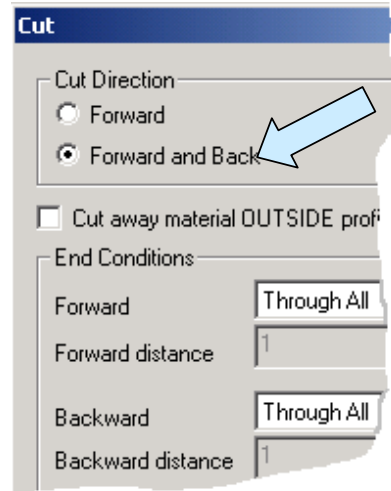 Cut
Cut Direction
Forward
Forward and Back
Cut away material OUTSIDE
End Conditions
Forward
Through All
Forward distance
1
Backward
Through All
Backward distance
1